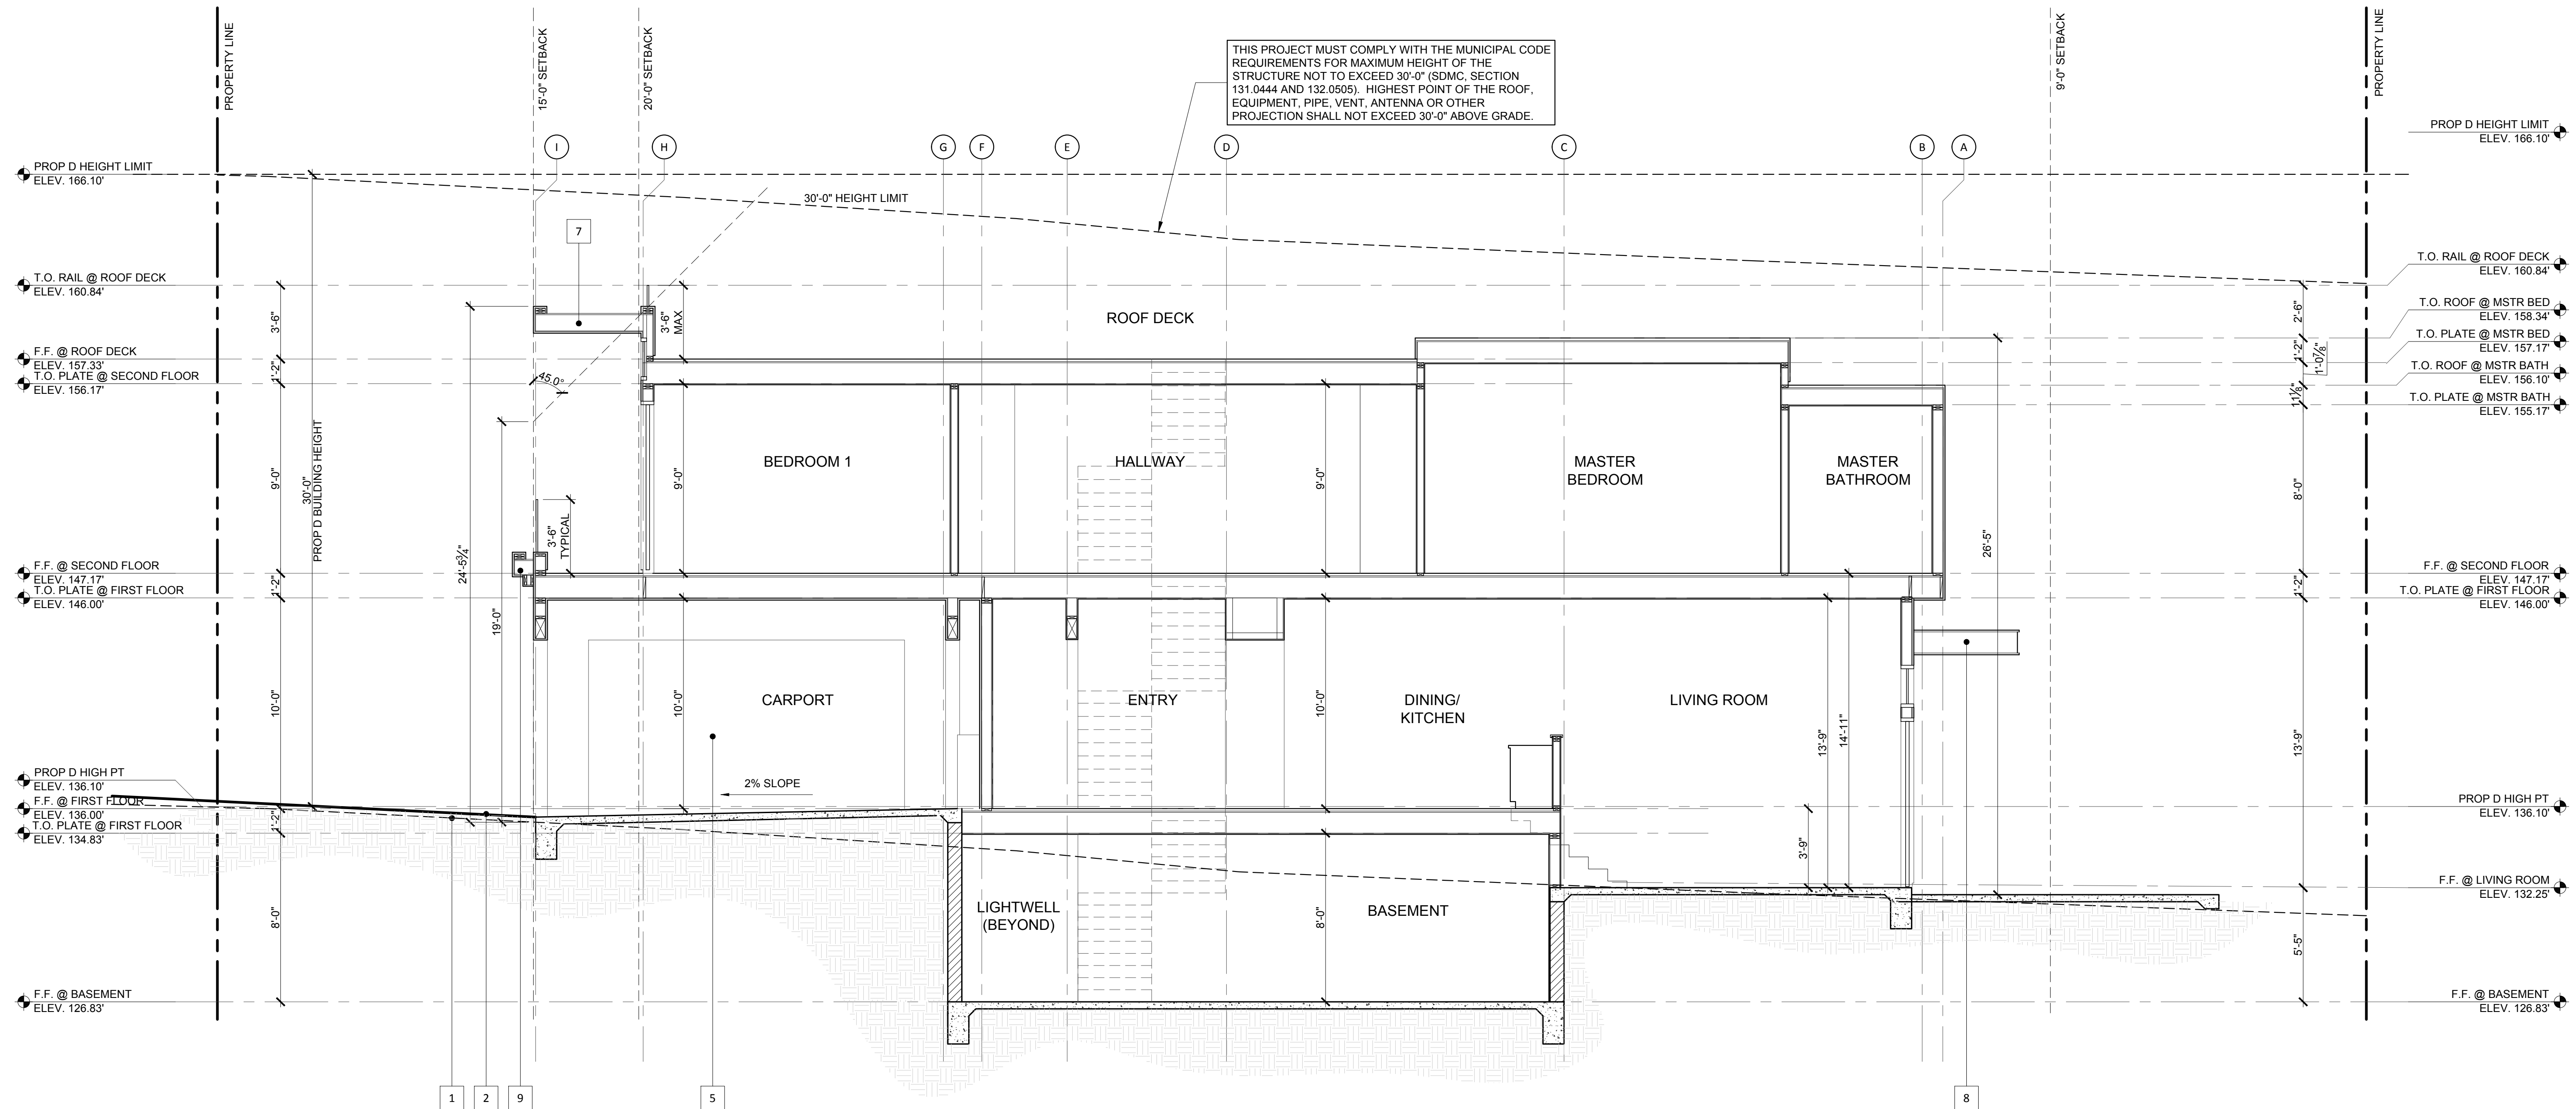 PROPERTY LINE
15'-0" SETBACK
20'-0" SETBACK
THIS PROJECT MUST COMPLY WITH THE MUNICIPAL CODE
REQUIREMENTS FOR MAXIMUM HEIGHT OF THE
STRUCTURE NOT TO EXCEED 30'-0" (SDMC, SECTION
131.0444 AND 132.0505). HIGHEST POINT OF THE ROOF,
EQUIPMENT, PIPE, VENT, ANTENNA OR OTHER
PROJECTION SHALL NOT EXCEED 30'-0" ABOVE GRADE.
9'-0" SETBACK
PROPERTY LINE
I
H
G
F
E
D
C
B
A
PROP D HEIGHT LIMIT
ELEV. 166.10'
T.O. RAIL @ ROOF DECK
ELEV. 160.84'
F.F. @ ROOF DECK
ELEV. 157.33'
T.O. PLATE @ SECOND FLOOR
ELEV. 156.17'
F.F. @ SECOND FLOOR
ELEV. 147.17'
T.O. PLATE @ FIRST FLOOR
ELEV. 146.00'
PROP D HIGH PT
ELEV. 136.10'
F.F. @ FIRST FLOOR
ELEV. 136.00'
T.O. PLATE @ FIRST FLOOR
ELEV. 134.83'
F.F. @ BASEMENT
ELEV. 126.83'
3'-6"
1'-2"
9'-0"
1'-2"
10'-0"
1'-2"
8'-0"
30'-0"
PROP D BUILDING HEIGHT
24'-5¾"
19'-0"
45.0°
7
3'-6"
TYPICAL
3'-6"
MAX
30'-0" HEIGHT LIMIT
ROOF DECK
BEDROOM 1
9'-0"
HALLWAY
9'-0"
MASTER
BEDROOM
MASTER
BATHROOM
26'-5"
CARPORT
10'-0"
2% SLOPE
ENTRY
10'-0"
DINING/
KITCHEN
LIVING ROOM
13'-9"
14'-11"
3'-9"
LIGHTWELL
(BEYOND)
8'-0"
BASEMENT
PROP D HEIGHT LIMIT
ELEV. 166.10'
T.O. RAIL @ ROOF DECK
ELEV. 160.84'
T.O. ROOF @ MSTR BED
ELEV. 158.34'
T.O. PLATE @ MSTR BED
ELEV. 157.17'
T.O. ROOF @ MSTR BATH
ELEV. 156.10'
T.O. PLATE @ MSTR BATH
ELEV. 155.17'
F.F. @ SECOND FLOOR
ELEV. 147.17'
T.O. PLATE @ FIRST FLOOR
ELEV. 146.00'
PROP D HIGH PT
ELEV. 136.10'
F.F. @ LIVING ROOM
ELEV. 132.25'
F.F. @ BASEMENT
ELEV. 126.83'
2'-6"
1'-2"
1'-0⅞"
11⅛"
8'-0"
1'-2"
13'-9"
5'-5"
1
2
9
5
8